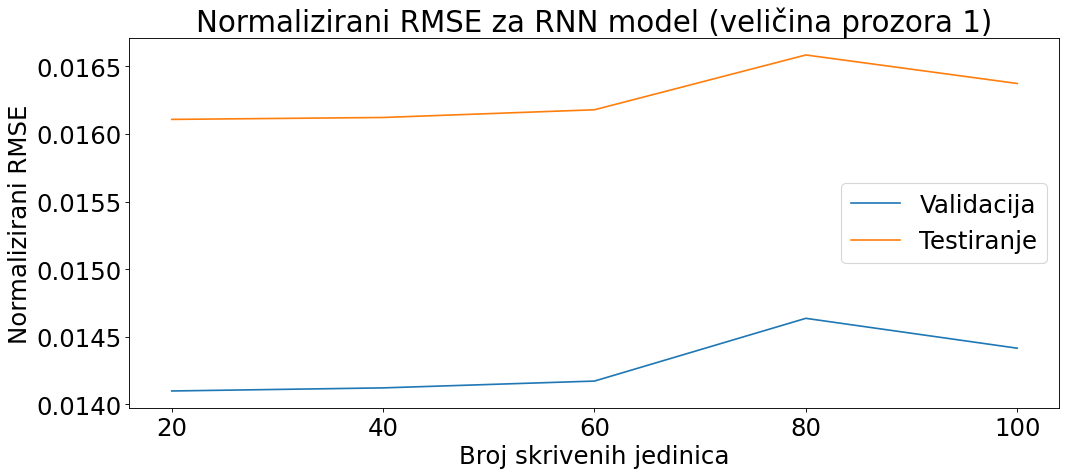 Normalizirani RMSE za RNN model (veličina prozora 1)
Normalizirani RMSE
0.0165
0.0160
0.0155
0.0150
0.0145
0.0140
Validacija
Testiranje
20 40 60 80 100
Broj skrivenih jedinica